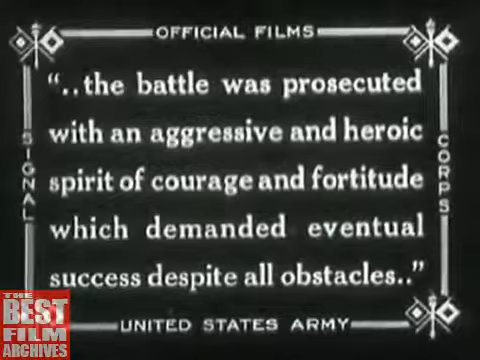 OFFICIAL FILMS
"..the battle was prosecuted
with an aggressive and heroic
spirit of courage and fortitude
which demanded eventual
success despite all obstacles.."
SIGNAL
CORPS
UNITED STATES ARMY
THE
BEST
FILM
ARCHIVES